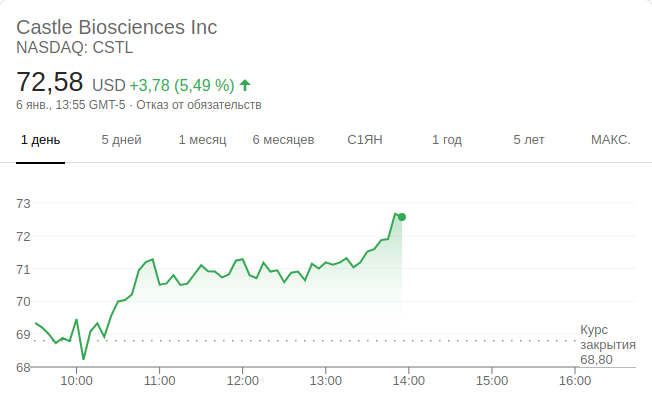 Castle Biosciences Inc
NASDAQ: CSTL
72,58 USD +3,78 (5,49 %)
6 янв., 13:55 GMT-5 · Отказ от обязательств
1 день 5 дней 1 месяц 6 месяцев С1ЯН 1 год 5 лет МАКС.
73
72
71
70
69
68
Курс
закрытия
68,80
10:00 11:00 12:00 13:00 14:00 15:00 16:00